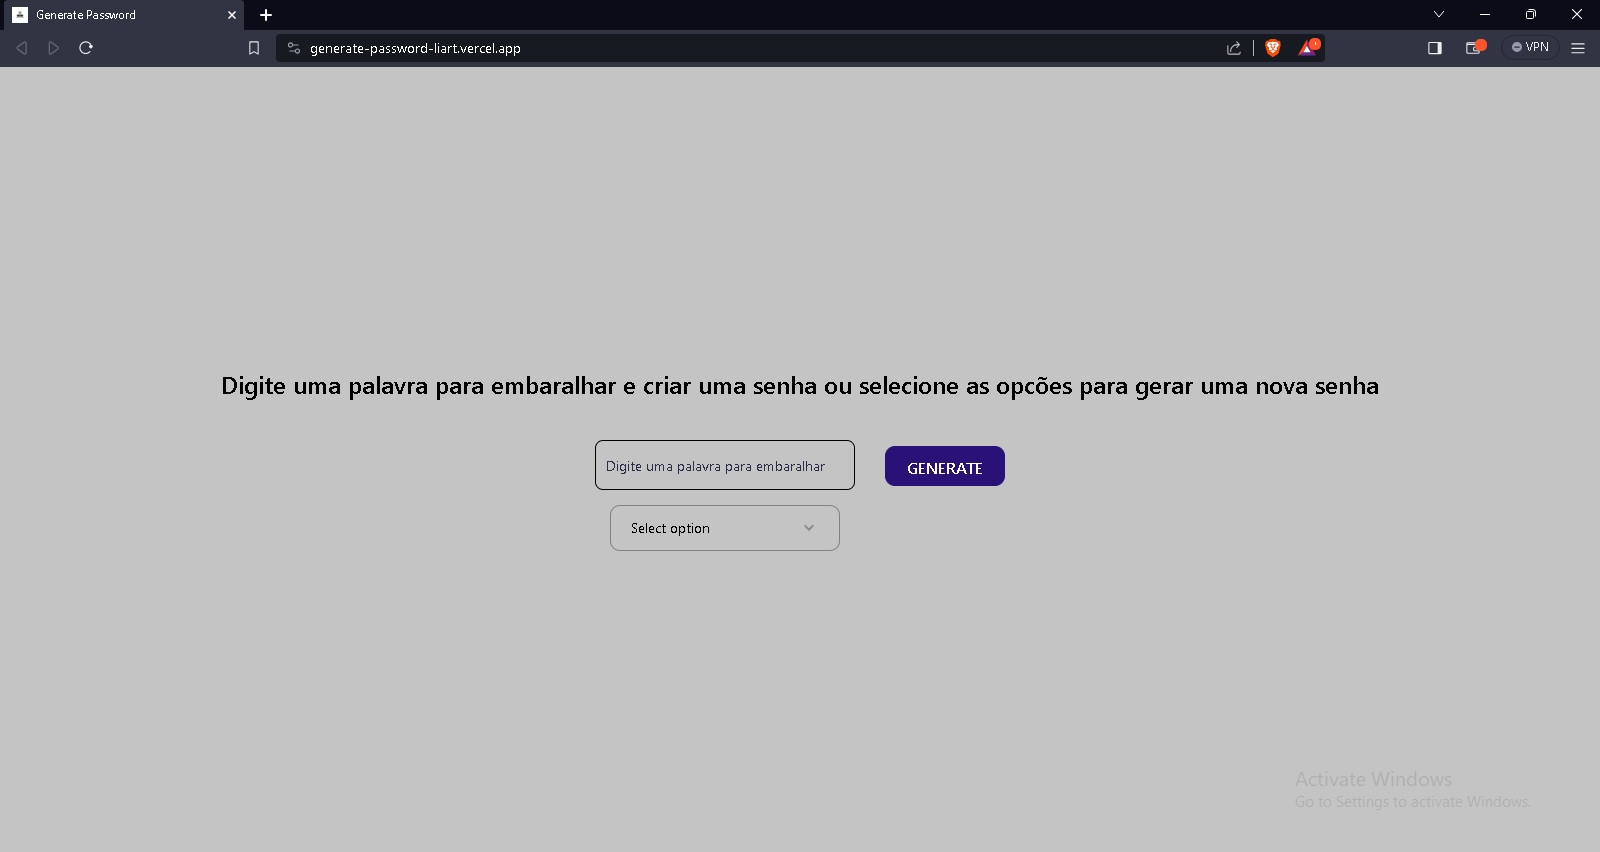 Generate Password
generate-password-liart.vercel.app
VPN
Digite uma palavra para embaralhar e criar uma senha ou selecione as opcões para gerar uma nova senha
Digite uma palavra para embaralhar
GENERATE
Select option
Activate Windows
Go to Settings to activate Windows.